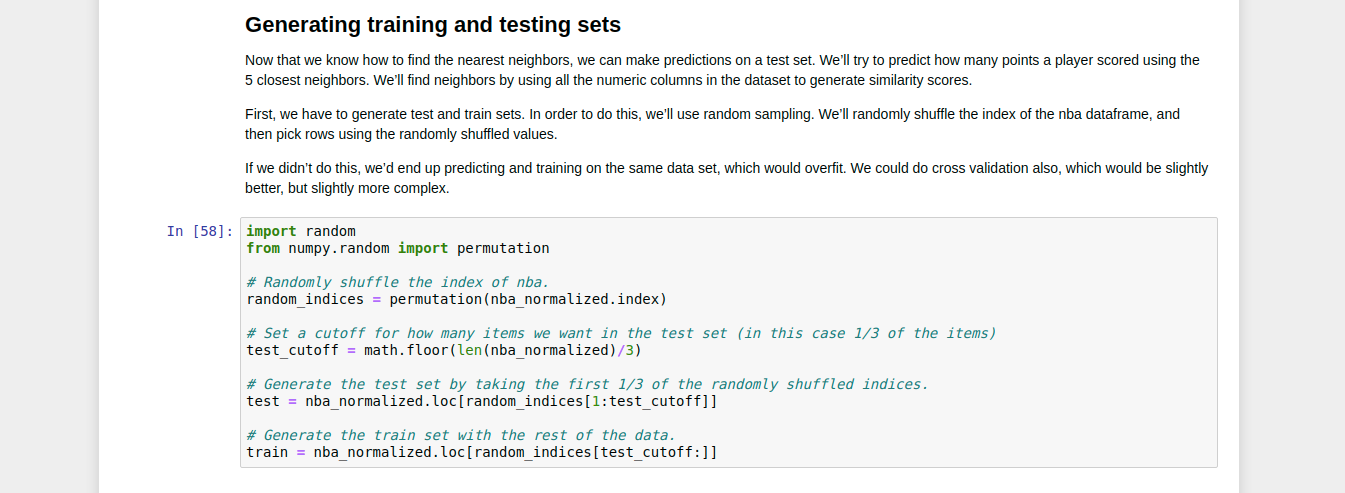 Generating training and testing sets
Now that we know how to find the nearest neighbors, we can make predictions on a test set. We’ll try to predict how many points a player scored using the
5 closest neighbors. We’ll find neighbors by using all the numeric columns in the dataset to generate similarity scores.
First, we have to generate test and train sets. In order to do this, we’ll use random sampling. We’ll randomly shuffle the index of the nba dataframe, and
then pick rows using the randomly shuffled values.
If we didn’t do this, we’d end up predicting and training on the same data set, which would overfit. We could do cross validation also, which would be slightly
better, but slightly more complex.
In [58]: import random
from numpy.random import permutation
# Randomly shuffle the index of nba.
random_indices = permutation(nba_normalized.index)
# Set a cutoff for how many items we want in the test set (in this case 1/3 of the items)
test_cutoff = math.floor(len(nba_normalized)/3)
# Generate the test set by taking the first 1/3 of the randomly shuffled indices.
test = nba_normalized.loc[random_indices[1:test_cutoff]]
# Generate the train set with the rest of the data.
train = nba_normalized.loc[random_indices[test_cutoff:]]